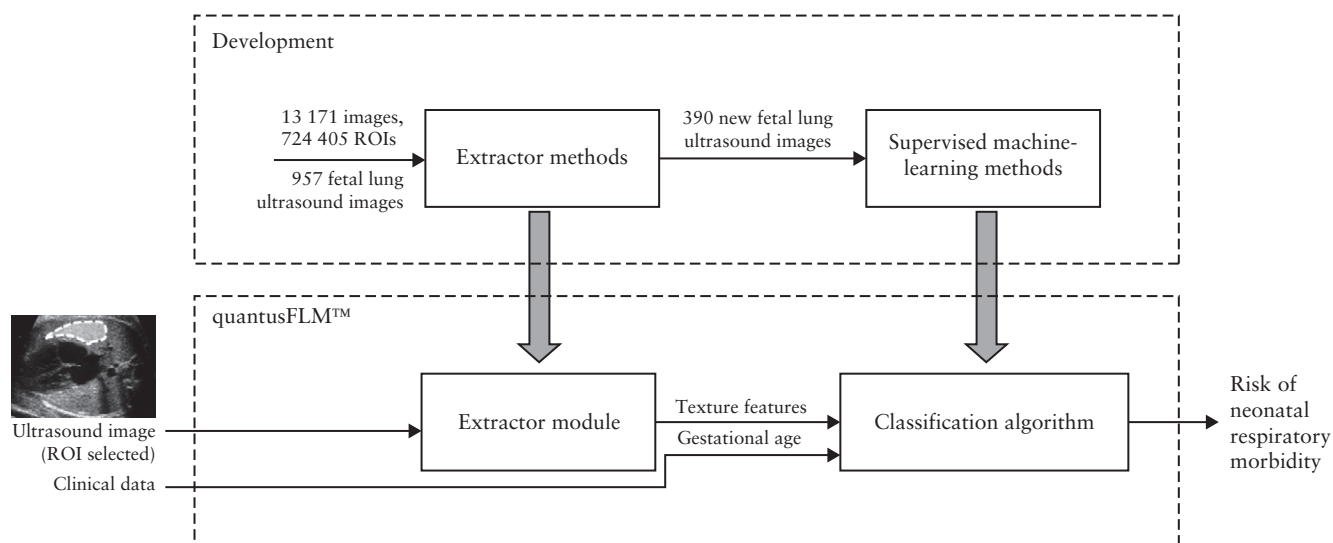 Development
13 171 images,
724 405 ROIs
957 fetal lung
ultrasound images
Extractor methods
390 new fetal lung
ultrasound images
Supervised machine-
learning methods
quantusFLM™
Ultrasound image
(ROI selected)
Clinical data
Extractor module
Texture features
Gestational age
Classification algorithm
Risk of
neonatal
respiratory
morbidity